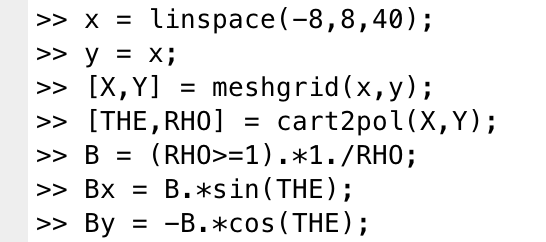 >> x = linspace(-8,8,40);
>> y = x;
>> [X,Y] = meshgrid(x,y);
>> [THE,RHO] = cart2pol(X,Y);
>> B = (RHO>=1).*1./RHO;
>> Bx = B.*sin(THE);
>> By = -B.*cos(THE);